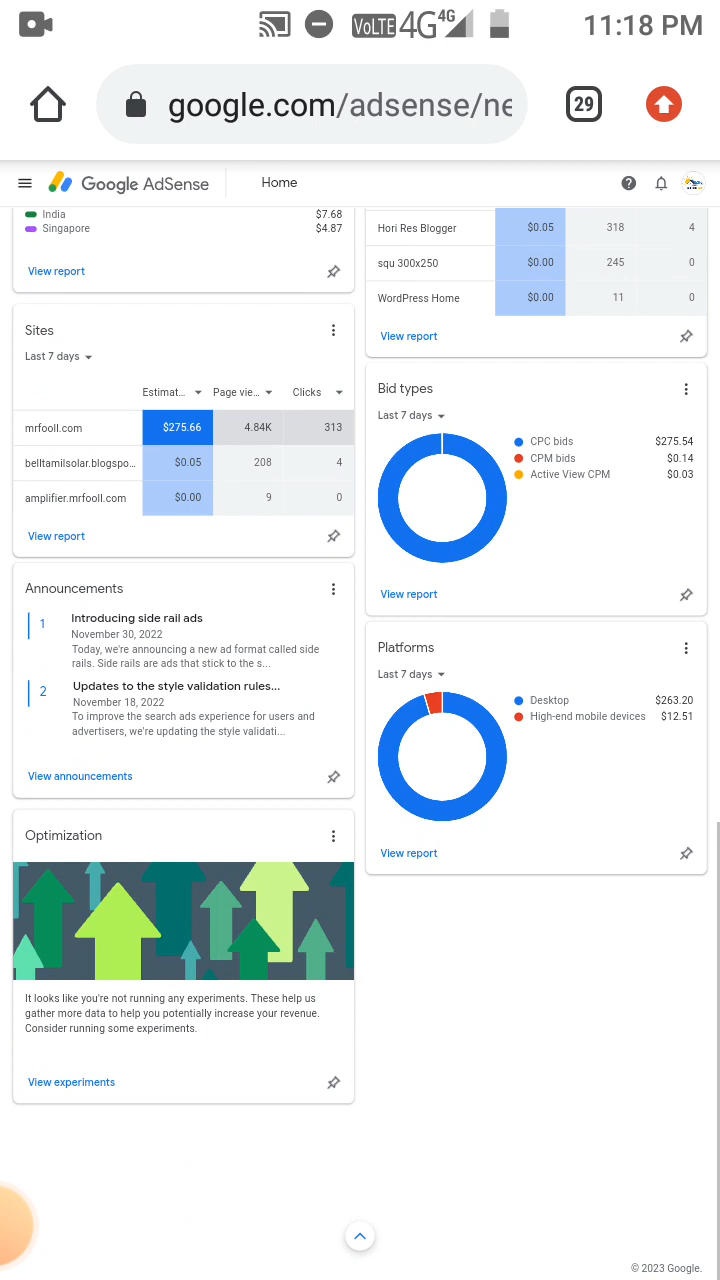 VoLTE 4G 4G 11:18 PM
google.com/adsense/ne
29
Google AdSense Home
India $7.68
Singapore $4.87
View report
Sites
Last 7 days
Estimat... Page vie... Clicks
mrfooll.com $275.66 4.84K 313
belltamilsolar.blogspo... $0.05 208 4
amplifier.mrfooll.com $0.00 9 0
View report
Announcements
1 Introducing side rail ads
November 30, 2022
Today, we're announcing a new ad format called side
rails. Side rails are ads that stick to the s...
2 Updates to the style validation rules...
November 18, 2022
To improve the search ads experience for users and
advertisers, we're updating the style validati...
View announcements
Optimization
It looks like you're not running any experiments. These help us
gather more data to help you potentially increase your revenue.
Consider running some experiments.
View experiments
Hori Res Blogger $0.05 318 4
squ 300x250 $0.00 245 0
WordPress Home $0.00 11 0
View report
Bid types
Last 7 days
CPC bids $275.54
CPM bids $0.14
Active View CPM $0.03
View report
Platforms
Last 7 days
Desktop $263.20
High-end mobile devices $12.51
View report
© 2023 Google.